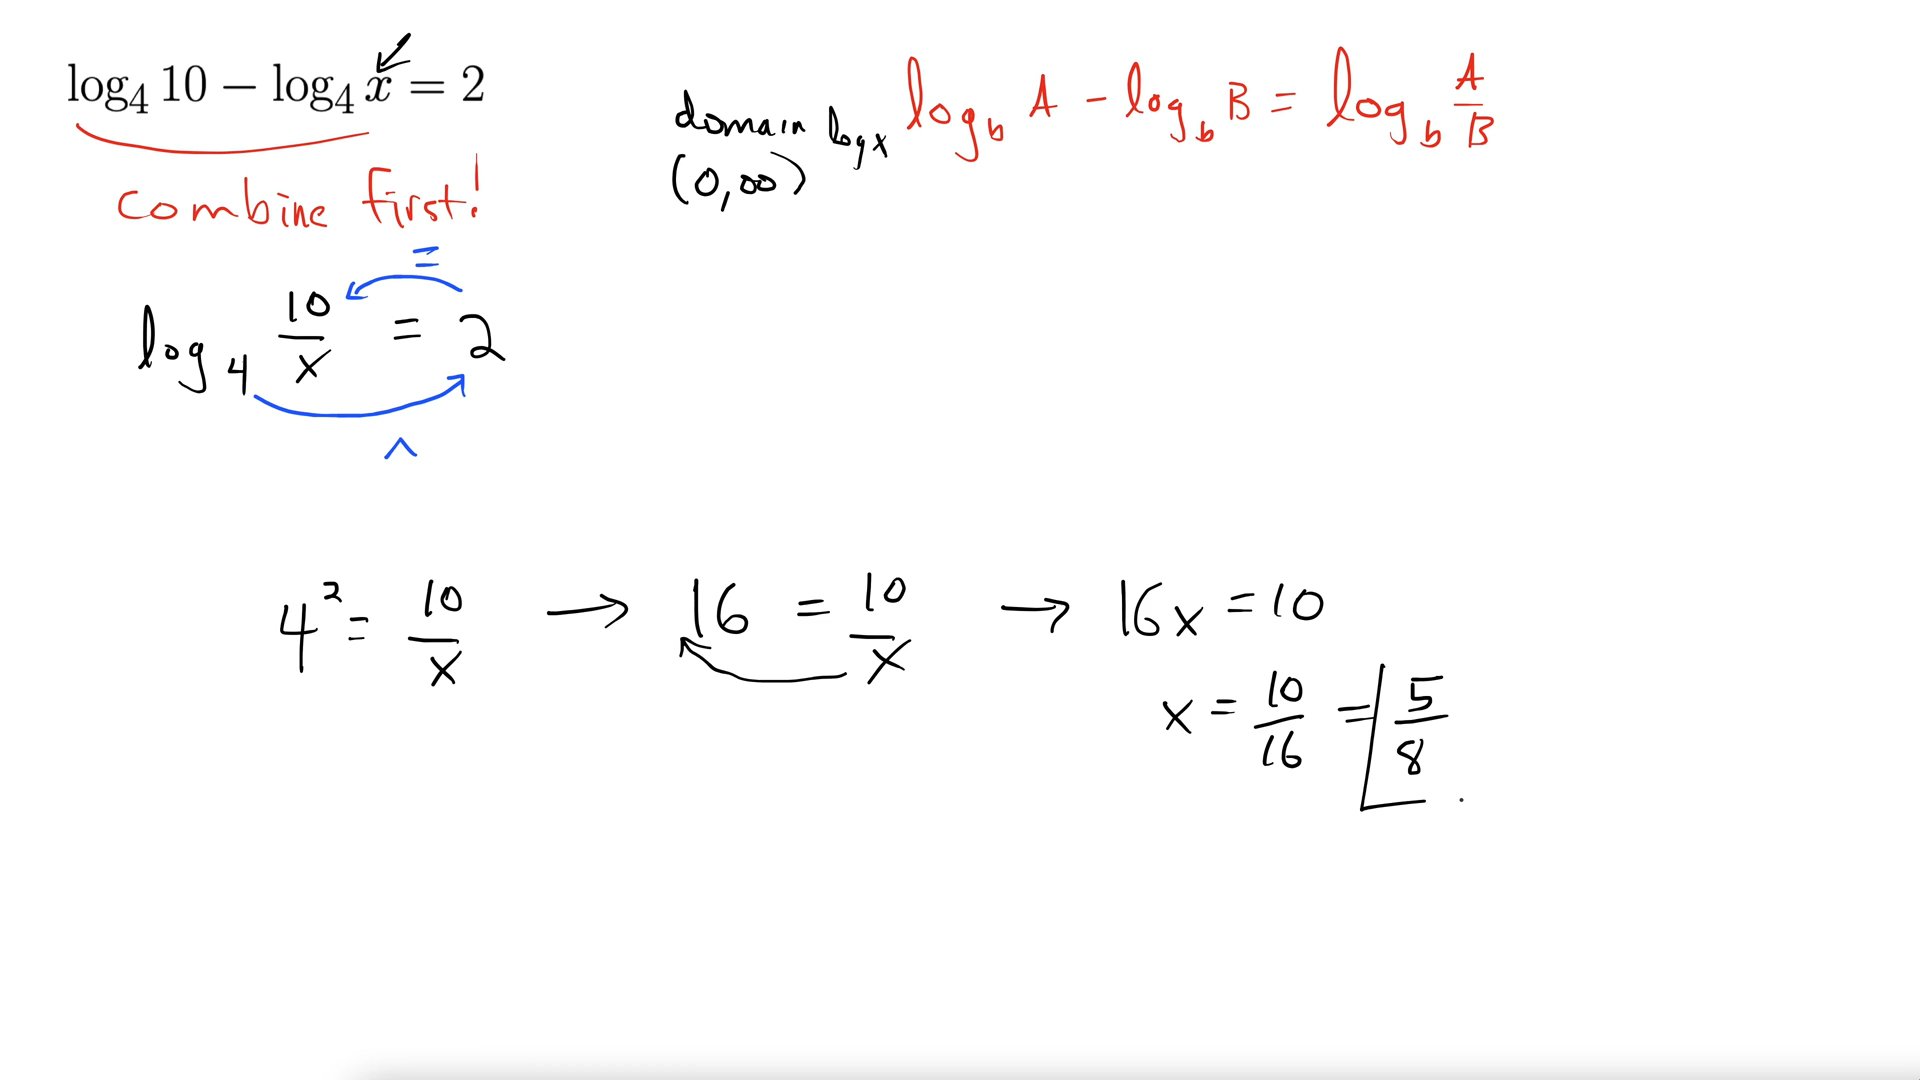 log₄ 10 − log₄ x = 2
domain log x
(0,∞)
log_b A - log_b B = log_b A/B
combine first!
=
log₄ 10/x = 2
^
4² = 10/x → 16 = 10/x → 16x = 10
x = 10/16 = 5/8